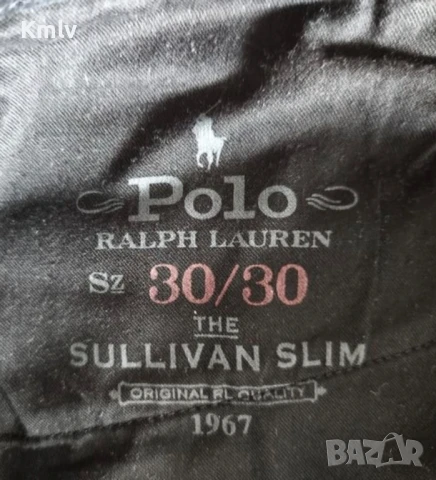 Kmlv
Polo
RALPH LAUREN
Sz 30/30
THE
SULLIVAN SLIM
ORIGINAL RL QUALITY
1967
BAZAR